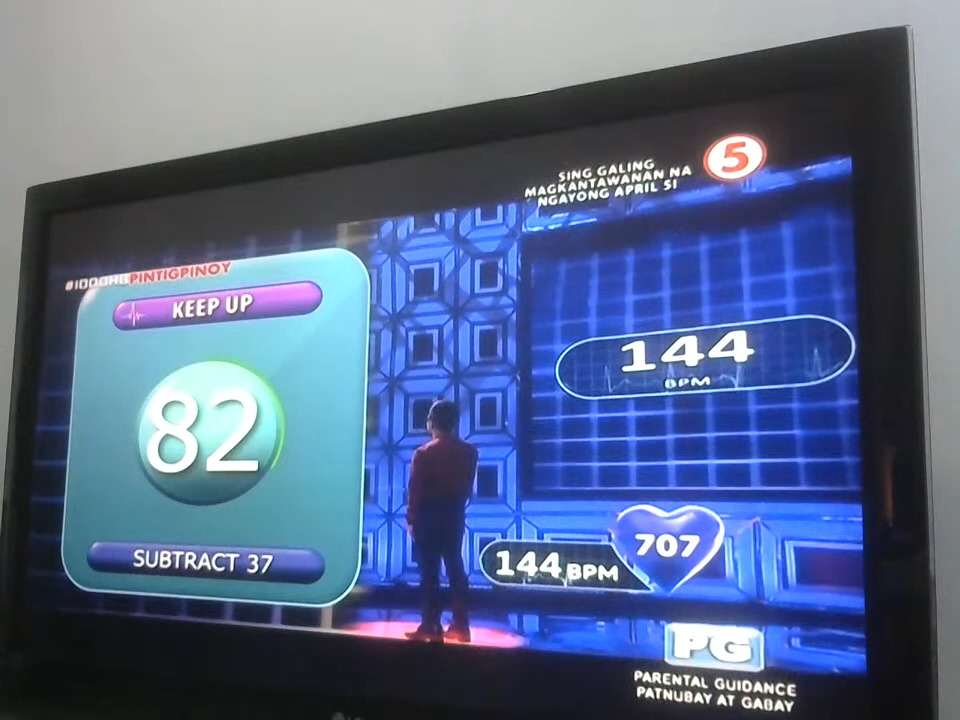 SING GALING
MAGKANTAWANAN NA
NGAYONG APRIL 5!
5
#1000HBPINTIGPINOY
KEEP UP
82
SUBTRACT 37
144
BPM
144 BPM
707
PG
PARENTAL GUIDANCE
PATNUBAY AT GABAY